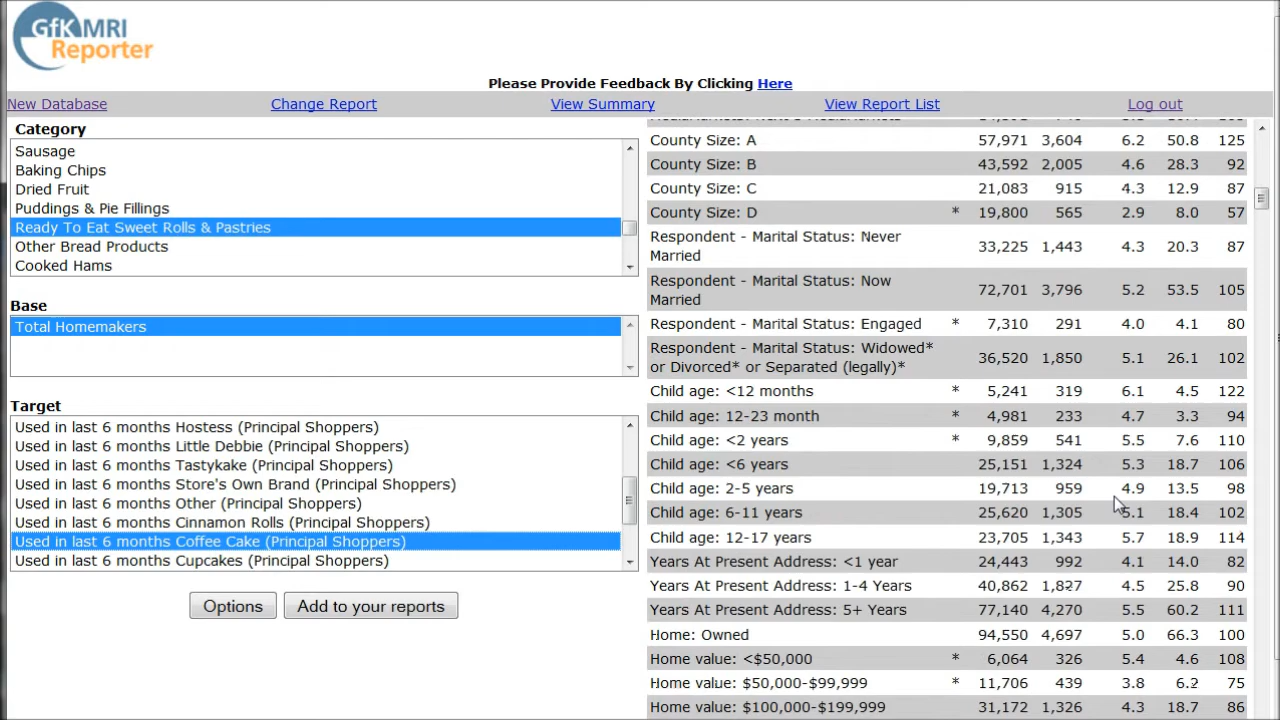 GfK MRI
Reporter
Please Provide Feedback By Clicking Here
New Database Change Report View Summary View Report List Log out
Category
Sausage
Baking Chips
Dried Fruit
Puddings & Pie Fillings
Ready To Eat Sweet Rolls & Pastries
Other Bread Products
Cooked Hams
Base
Total Homemakers
Target
Used in last 6 months Hostess (Principal Shoppers)
Used in last 6 months Little Debbie (Principal Shoppers)
Used in last 6 months Tastykake (Principal Shoppers)
Used in last 6 months Store's Own Brand (Principal Shoppers)
Used in last 6 months Other (Principal Shoppers)
Used in last 6 months Cinnamon Rolls (Principal Shoppers)
Used in last 6 months Coffee Cake (Principal Shoppers)
Used in last 6 months Cupcakes (Principal Shoppers)
Options Add to your reports
County Size: A 57,971 3,604 6.2 50.8 125
County Size: B 43,592 2,005 4.6 28.3 92
County Size: C 21,083 915 4.3 12.9 87
County Size: D * 19,800 565 2.9 8.0 57
Respondent - Marital Status: Never
Married 33,225 1,443 4.3 20.3 87
Respondent - Marital Status: Now
Married 72,701 3,796 5.2 53.5 105
Respondent - Marital Status: Engaged * 7,310 291 4.0 4.1 80
Respondent - Marital Status: Widowed*
or Divorced* or Separated (legally)* 36,520 1,850 5.1 26.1 102
Child age: <12 months * 5,241 319 6.1 4.5 122
Child age: 12-23 month * 4,981 233 4.7 3.3 94
Child age: <2 years * 9,859 541 5.5 7.6 110
Child age: <6 years 25,151 1,324 5.3 18.7 106
Child age: 2-5 years 19,713 959 4.9 13.5 98
Child age: 6-11 years 25,620 1,305 5.1 18.4 102
Child age: 12-17 years 23,705 1,343 5.7 18.9 114
Years At Present Address: <1 year 24,443 992 4.1 14.0 82
Years At Present Address: 1-4 Years 40,862 1,827 4.5 25.8 90
Years At Present Address: 5+ Years 77,140 4,270 5.5 60.2 111
Home: Owned 94,550 4,697 5.0 66.3 100
Home value: <$50,000 * 6,064 326 5.4 4.6 108
Home value: $50,000-$99,999 * 11,706 439 3.8 6.2 75
Home value: $100,000-$199,999 31,172 1,326 4.3 18.7 86